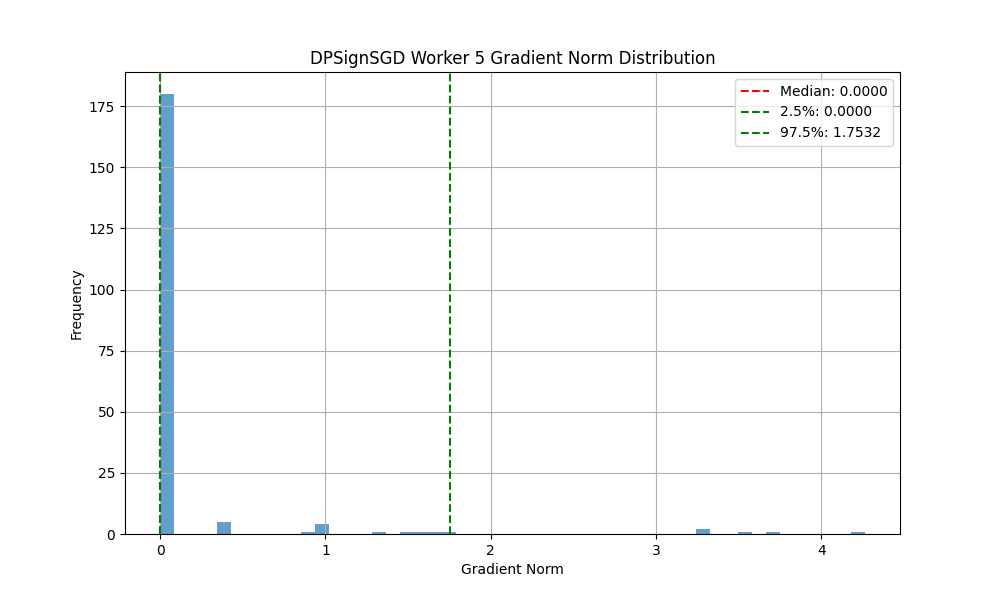 DPSignSGD Worker 5 Gradient Norm Distribution
Median: 0.0000
2.5%: 0.0000
97.5%: 1.7532
175
150
125
100
75
50
25
0
Frequency
0 1 2 3 4
Gradient Norm